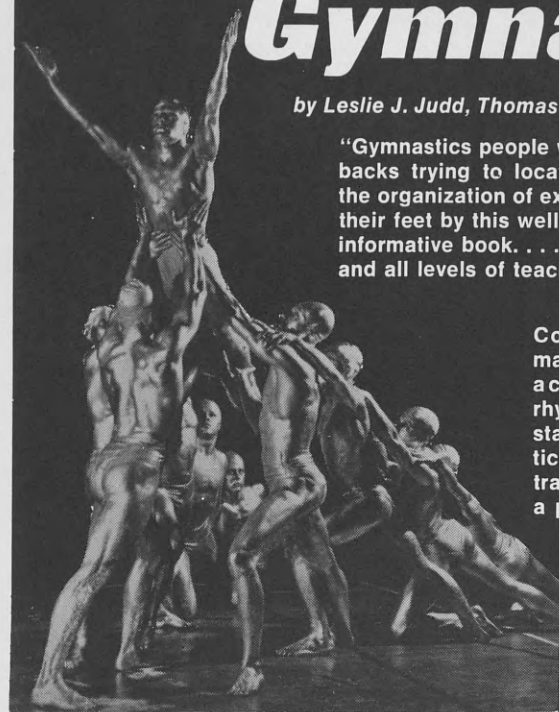 Gymna
by Leslie J. Judd, Thomas
"Gymnastics people
backs trying to loca
the organization of ex
their feet by this well
informative book. . . .
and all levels of teac
Co
ma
ac
rhy
sta
tic
tra
a p